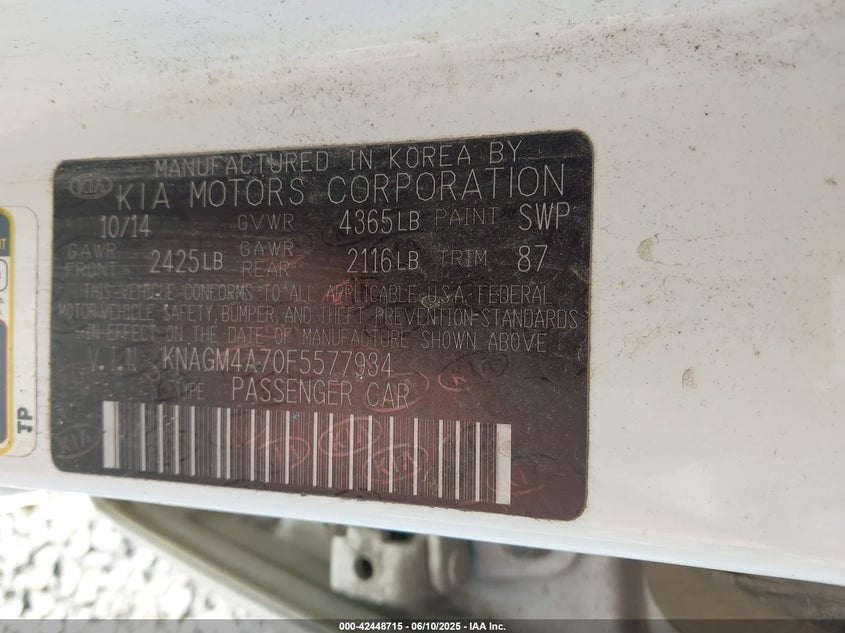 MANUFACTURED IN KOREA BY
KIA KIA MOTORS CORPORATION
10/14 GVWR 4365LB PAINT SWP
GAWR FRONT 2425LB GAWR REAR 2116LB TRIM 87
THIS VEHICLE CONFORMS TO ALL APPLICABLE U.S.A. FEDERAL
MOTOR VEHICLE SAFETY, BUMPER, AND THEFT PREVENTION STANDARDS
IN EFFECT ON THE DATE OF MANUFACTURE SHOWN ABOVE
V.I.N: KNAGM4A70F5577934
TYPE PASSENGER CAR
TP
000-42448715 - 06/10/2025 - IAA Inc.